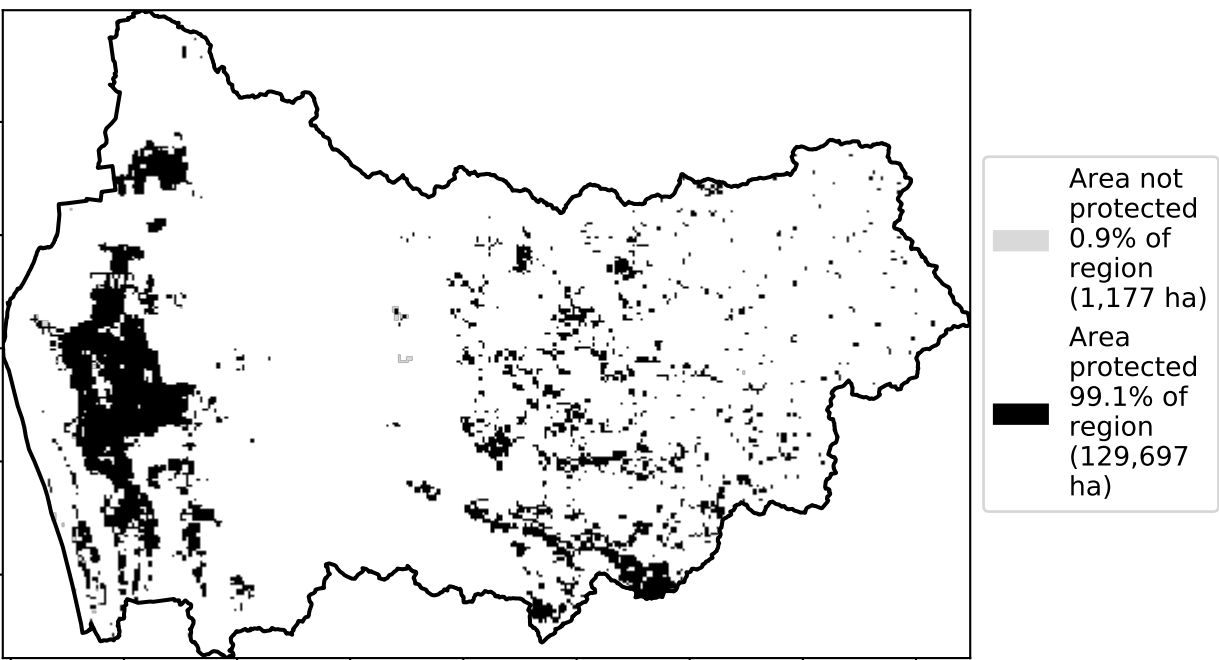 Area not
protected
0.9% of
region
(1,177 ha)
Area
protected
99.1% of
region
(129,697
ha)